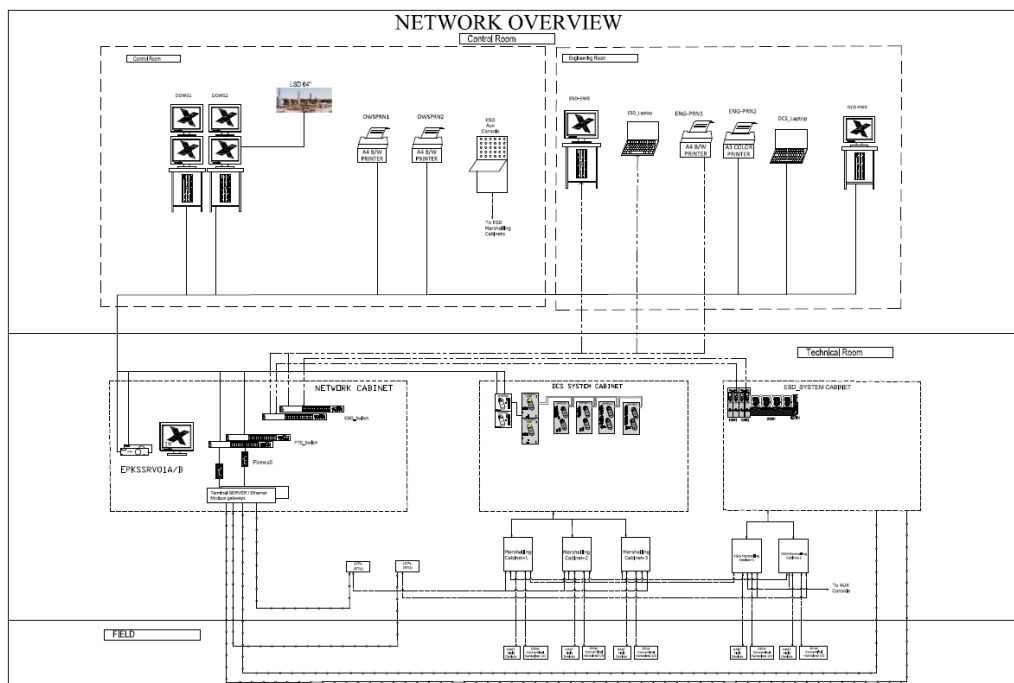 NETWORK OVERVIEW
Control Room
Control Room
Engineering Room
DOWS1
DOWS2
LSD 64"
OWSPRN1
OWSPRN2
ESD
Aux
Console
A4 B/W
PRINTER
A4 B/W
PRINTER
To ESD
Marshalling
Cabinets
ESD-EWS
ESD_Laptop
ENG-PRN1
ENG-PRN2
DCS_Laptop
DCS-EWS
A4 B/W
PRINTER
A3 COLOR
PRINTER
Technical Room
NETWORK CABINET
DCS SYSTEM CABINET
ESD_SYSTEM CABINET
ESD_Switch
FTE_Switch
Firewall
EPKSSRV01A/B
Terminal SERVER / Ethernet
Modbus gateways
Marshalling
Cabinet-1
Marshalling
Cabinet-2
Marshalling
Cabinet-3
To AUX
Console
FIELD